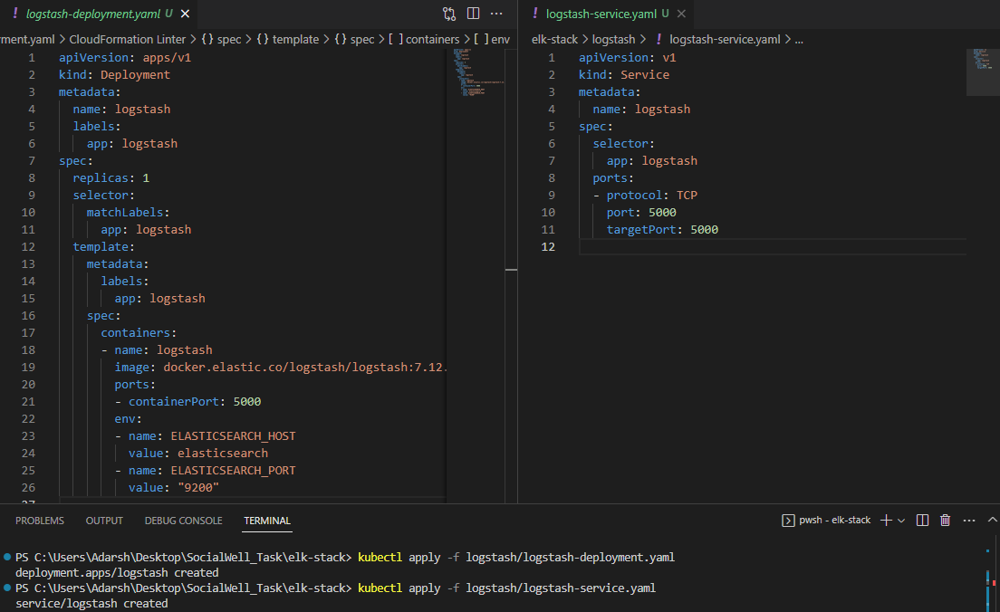 ! logstash-deployment.yaml U
ment.yaml > CloudFormation Linter > {} spec > {} template > {} spec > [ ] containers > [ ] env
1 apiVersion: apps/v1
2 kind: Deployment
3 metadata:
4 name: logstash
5 labels:
6 app: logstash
7 spec:
8 replicas: 1
9 selector:
10 matchLabels:
11 app: logstash
12 template:
13 metadata:
14 labels:
15 app: logstash
16 spec:
17 containers:
18 - name: logstash
19 image: docker.elastic.co/logstash/logstash:7.12.
20 ports:
21 - containerPort: 5000
22 env:
23 - name: ELASTICSEARCH_HOST
24 value: elasticsearch
25 - name: ELASTICSEARCH_PORT
26 value: "9200"
27
! logstash-service.yaml U
elk-stack > logstash > ! logstash-service.yaml > ...
1 apiVersion: v1
2 kind: Service
3 metadata:
4 name: logstash
5 spec:
6 selector:
7 app: logstash
8 ports:
9 - protocol: TCP
10 port: 5000
11 targetPort: 5000
12
PROBLEMS OUTPUT DEBUG CONSOLE TERMINAL pwsh - elk-stack
PS C:\Users\Adarsh\Desktop\SocialWell_Task\elk-stack> kubectl apply -f logstash/logstash-deployment.yaml
deployment.apps/logstash created
PS C:\Users\Adarsh\Desktop\SocialWell_Task\elk-stack> kubectl apply -f logstash/logstash-service.yaml
service/logstash created